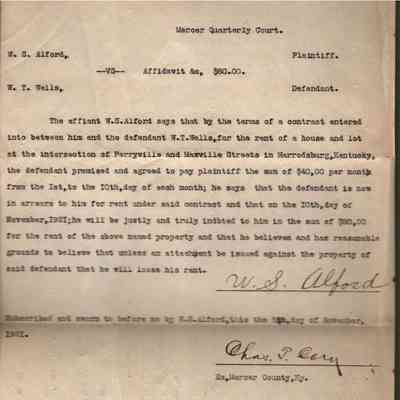 Mercer Quarterly Court.
W. S. Alford, Plaintiff.
--VS-- Affidavit &c, $80.00.
W. T. Wells, Defendant.
The affiant W.S.Alford says that by the terms of a contract entered
into between him and the defendant W.T.Wells,for the rent of a house and lot
at the intersection of Perryville and Maxville Streets in Harrodsburg,Kentucky,
the defendant promised and agreed to pay plaintiff the sum of $40,00 per month
from the 1st,to the 10th,day of each month; he says that the defendant is now
in arrears to him for rent under said contract and that on the 10th,day of
November,1921,he will be justly and truly indbted to him in the sum of $80,00
for the rent of the above named property and that he believes and has reasonable
grounds to believe that unless an attachment be issued against the property of
said defendant that he will loose his rent.
W. S. Alford
Subscribed and sworn to before me by W.S.Alford,this the day of November,
1921.
Chas. T. Corn
Ex,Mercer County,Ky.